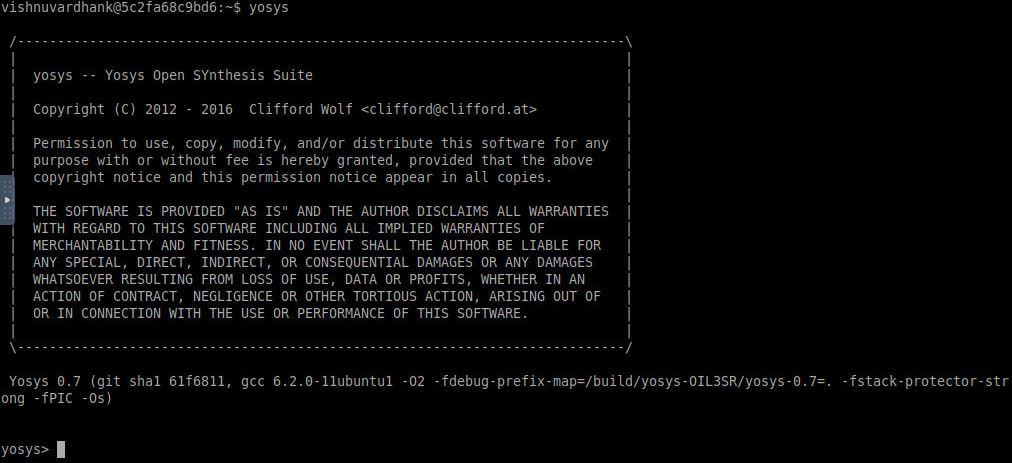 vishnuvardhank@5c2fa68c9bd6:~$ yosys
/----------------------------------------------------------------------------\
|                                                                            |
|  yosys -- Yosys Open SYnthesis Suite                                       |
|                                                                            |
|  Copyright (C) 2012 - 2016  Clifford Wolf <clifford@clifford.at>           |
|                                                                            |
|  Permission to use, copy, modify, and/or distribute this software for any  |
|  purpose with or without fee is hereby granted, provided that the above    |
|  copyright notice and this permission notice appear in all copies.         |
|                                                                            |
|  THE SOFTWARE IS PROVIDED "AS IS" AND THE AUTHOR DISCLAIMS ALL WARRANTIES  |
|  WITH REGARD TO THIS SOFTWARE INCLUDING ALL IMPLIED WARRANTIES OF          |
|  MERCHANTABILITY AND FITNESS. IN NO EVENT SHALL THE AUTHOR BE LIABLE FOR   |
|  ANY SPECIAL, DIRECT, INDIRECT, OR CONSEQUENTIAL DAMAGES OR ANY DAMAGES    |
|  WHATSOEVER RESULTING FROM LOSS OF USE, DATA OR PROFITS, WHETHER IN AN     |
|  ACTION OF CONTRACT, NEGLIGENCE OR OTHER TORTIOUS ACTION, ARISING OUT OF   |
|  OR IN CONNECTION WITH THE USE OR PERFORMANCE OF THIS SOFTWARE.            |
|                                                                            |
\----------------------------------------------------------------------------/
Yosys 0.7 (git sha1 61f6811, gcc 6.2.0-11ubuntu1 -O2 -fdebug-prefix-map=/build/yosys-OIL3SR/yosys-0.7=. -fstack-protector-str
ong -fPIC -Os)
yosys>